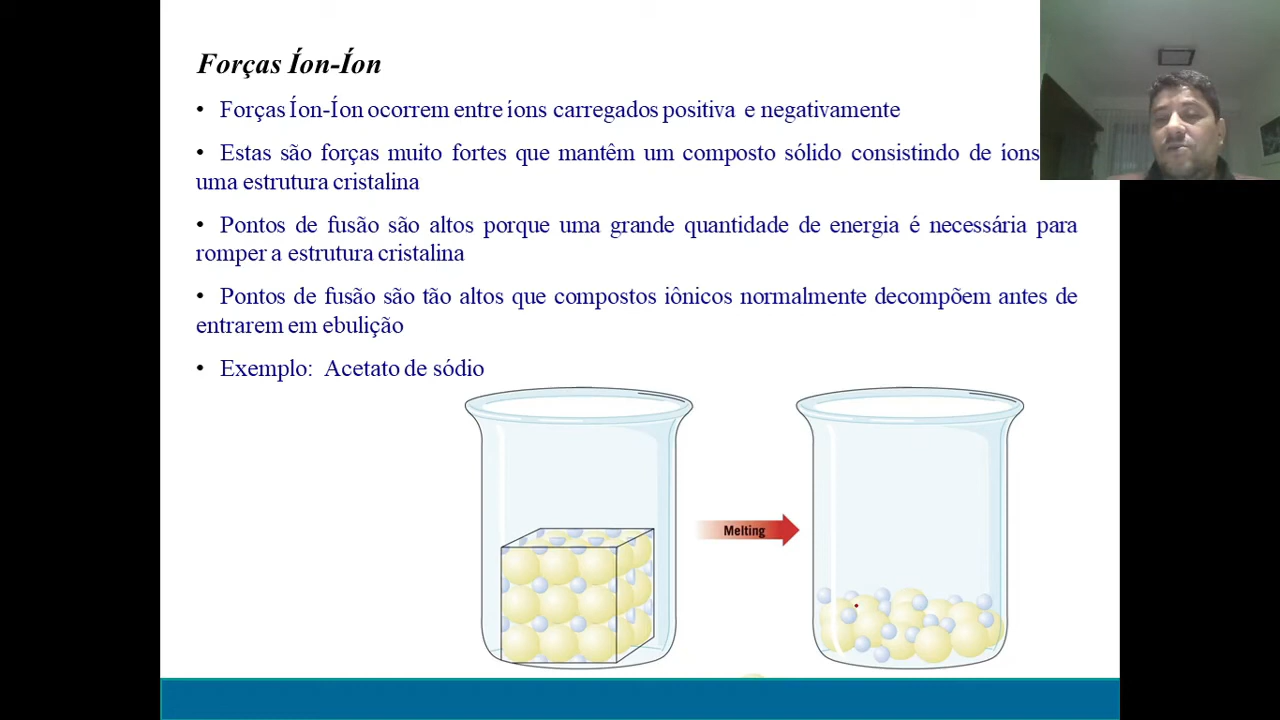 Forças Íon-Íon
• Forças Íon-Íon ocorrem entre íons carregados positiva e negativamente
• Estas são forças muito fortes que mantêm um composto sólido consistindo de íons
uma estrutura cristalina
• Pontos de fusão são altos porque uma grande quantidade de energia é necessária para
romper a estrutura cristalina
• Pontos de fusão são tão altos que compostos iônicos normalmente decompõem antes de
entrarem em ebulição
• Exemplo: Acetato de sódio
Melting